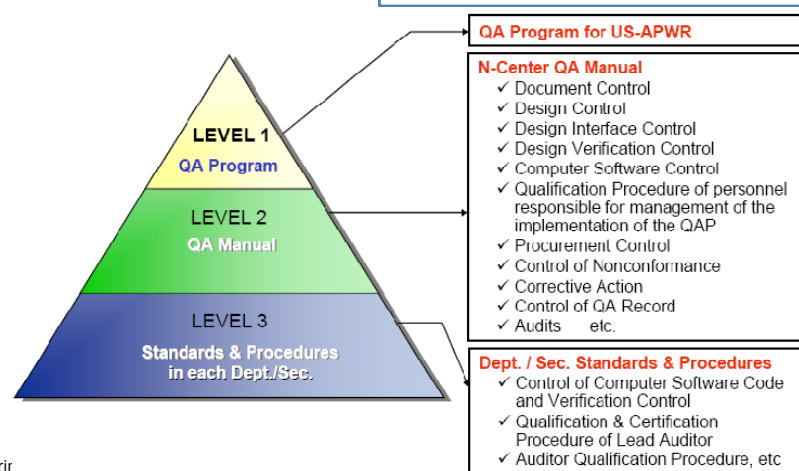 LEVEL 1
QA Program
LEVEL 2
QA Manual
LEVEL 3
Standards & Procedures
in each Dept./Sec.
QA Program for US-APWR
N-Center QA Manual
✓ Document Control
✓ Design Control
✓ Design Interface Control
✓ Design Verification Control
✓ Computer Software Control
✓ Qualification Procedure of personnel
responsible for management of the
implementation of the QAP
✓ Procurement Control
✓ Control of Nonconformance
✓ Corrective Action
✓ Control of QA Record
✓ Audits etc.
Dept. / Sec. Standards & Procedures
✓ Control of Computer Software Code
and Verification Control
✓ Qualification & Certification
Procedure of Lead Auditor
✓ Auditor Qualification Procedure, etc